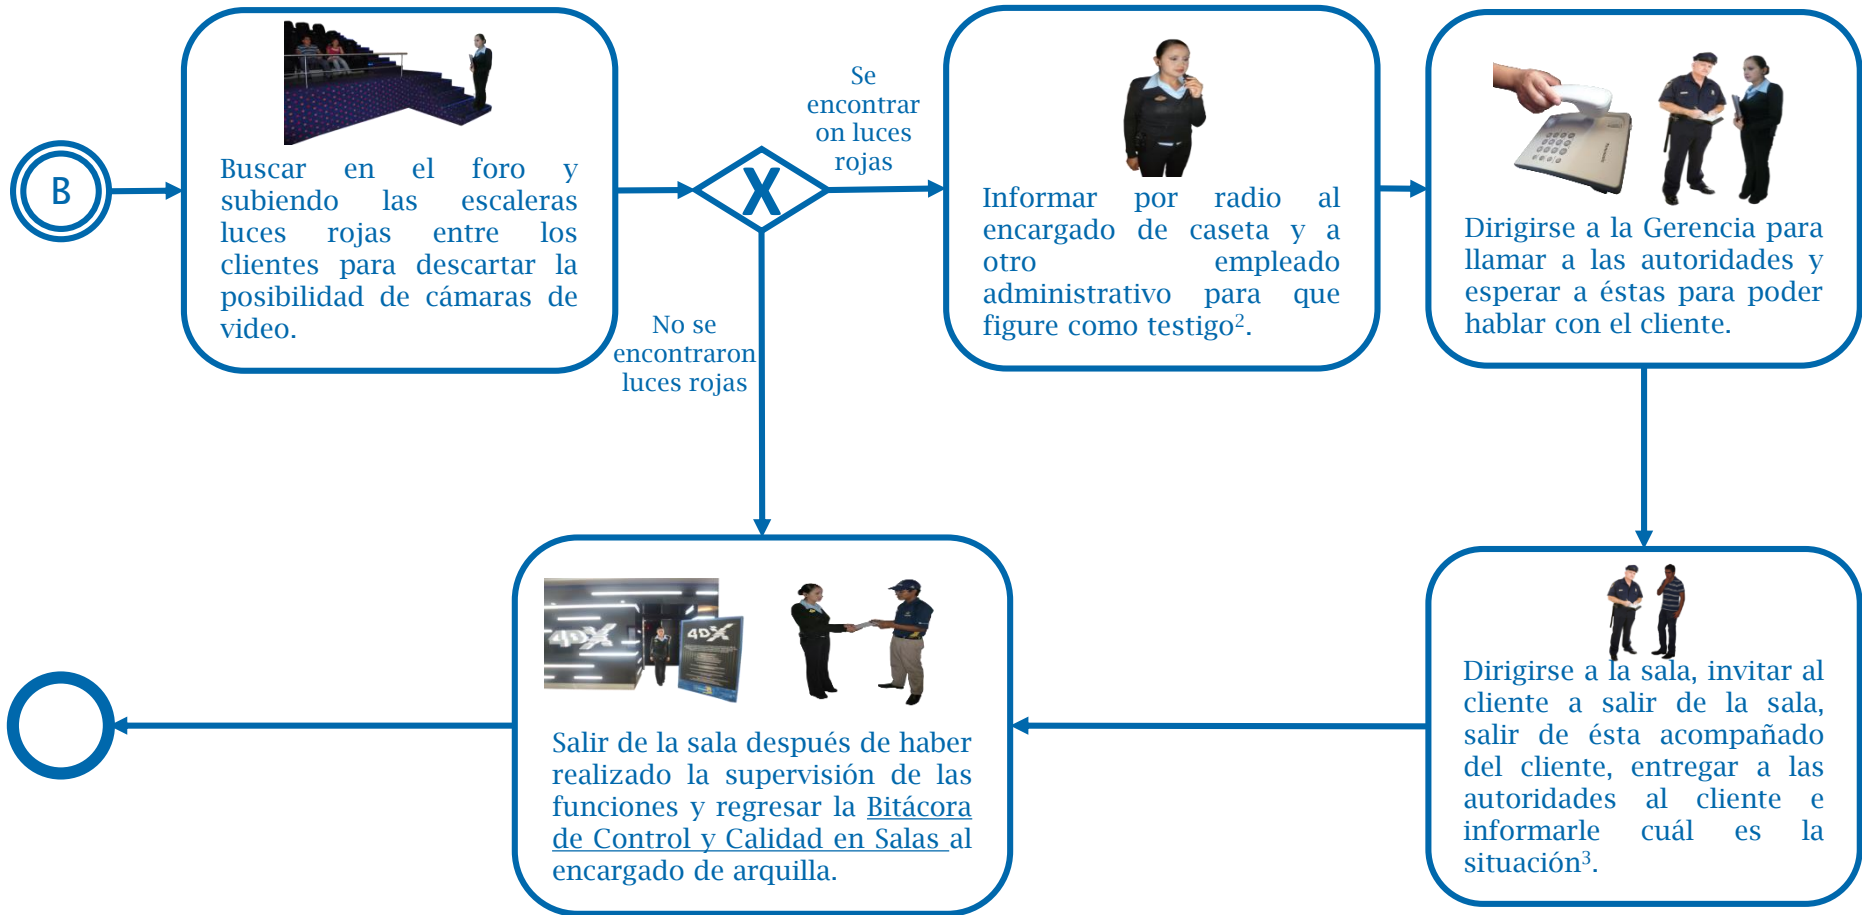 B
Buscar en el foro y
subiendo las escaleras
luces rojas entre los
clientes para descartar la
posibilidad de cámaras de
video.
X
Se
encontrar
on luces
rojas
No se
encontraron
luces rojas
Informar por radio al
encargado de caseta y a
otro empleado
administrativo para que
figure como testigo².
Dirigirse a la Gerencia para
llamar a las autoridades y
esperar a éstas para poder
hablar con el cliente.
Dirigirse a la sala, invitar al
cliente a salir de la sala,
salir de ésta acompañado
del cliente, entregar a las
autoridades al cliente e
informarle cuál es la
situación³.
4DX
4DX
Salir de la sala después de haber
realizado la supervisión de las
funciones y regresar la Bitácora
de Control y Calidad en Salas al
encargado de arquilla.